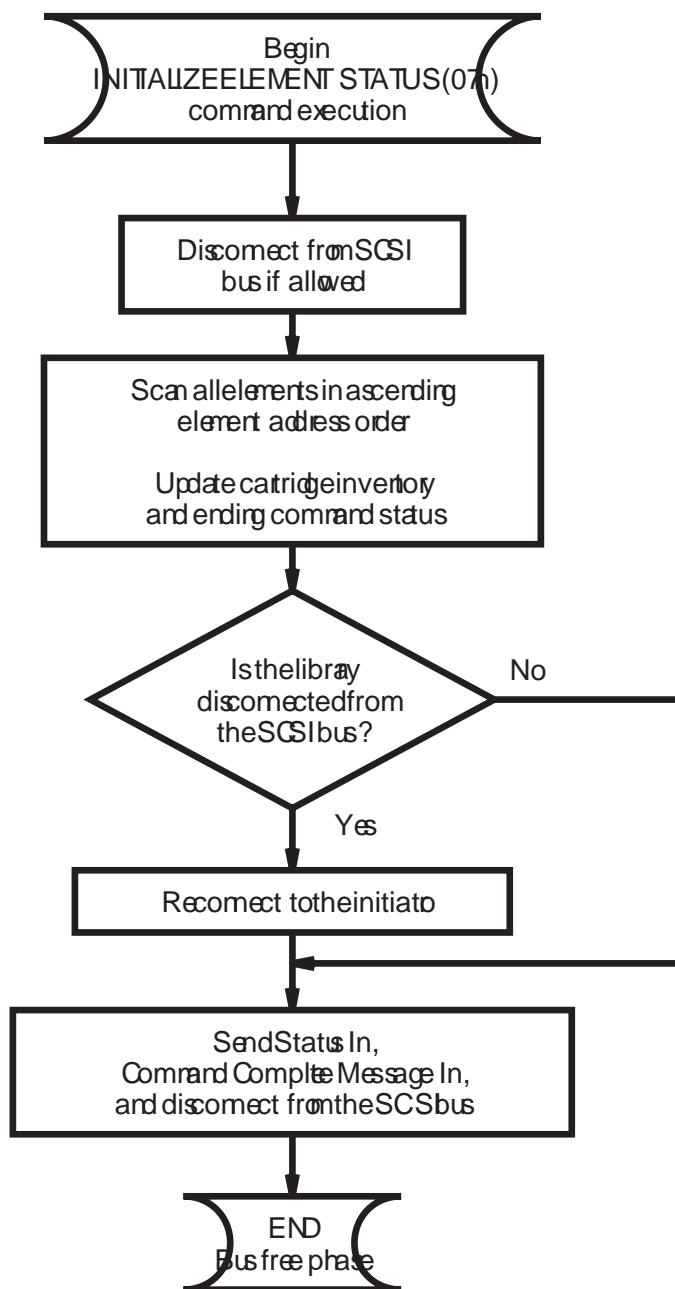 Begin
INITIALIZE ELEMENT STATUS (07h)
command execution
Disconnect from SCSI
bus if allowed
Scan all elements in ascending
element address order
Update cartridge inventory
and ending command status
Is the library
disconnected from
the SCSI bus?
No
Yes
Reconnect to the initiator
Send Status In,
Command Complete Message In,
and disconnect from the SCSI bus
END
Bus free phase